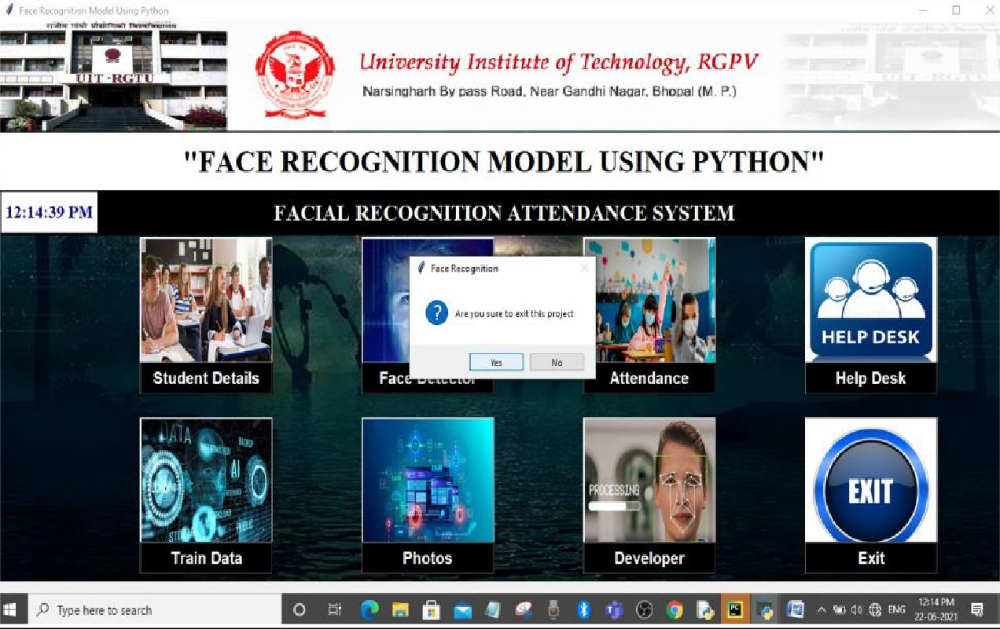 Face Recognition Model Using Python
राजीव गांधी प्रौद्योगिकी विश्वविद्यालय
UIT-RGTU
University Institute of Technology, RGPV
Narsingharh By pass Road, Near Gandhi Nagar, Bhopal (M. P.)
"FACE RECOGNITION MODEL USING PYTHON"
12:14:39 PM
FACIAL RECOGNITION ATTENDANCE SYSTEM
Face Recognition
Are you sure to exit this project
Yes No
HELP DESK
Student Details
Face Detector
Attendance
Help Desk
DATA
BACKUP
AI
PROCESSING
EXIT
Train Data
Photos
Developer
Exit
Type here to search
PC
ENG
12:14 PM
22-06-2021